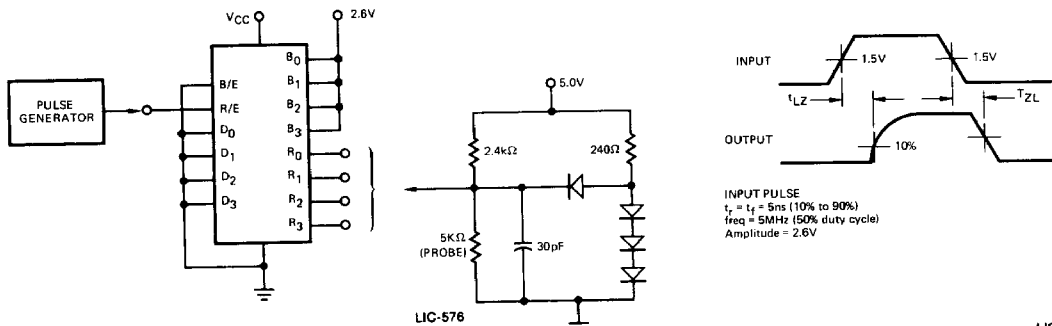 VCC
2.6V
PULSE
GENERATOR
B/E
R/E
D0
D1
D2
D3
B0
B1
B2
B3
R0
R1
R2
R3
5.0V
2.4kΩ
240Ω
5KΩ
(PROBE)
30pF
LIC-576
INPUT
1.5V
1.5V
tLZ
TZL
OUTPUT
10%
INPUT PULSE
tr = tf = 5ns (10% to 90%)
freq = 5MHz (50% duty cycle)
Amplitude = 2.6V